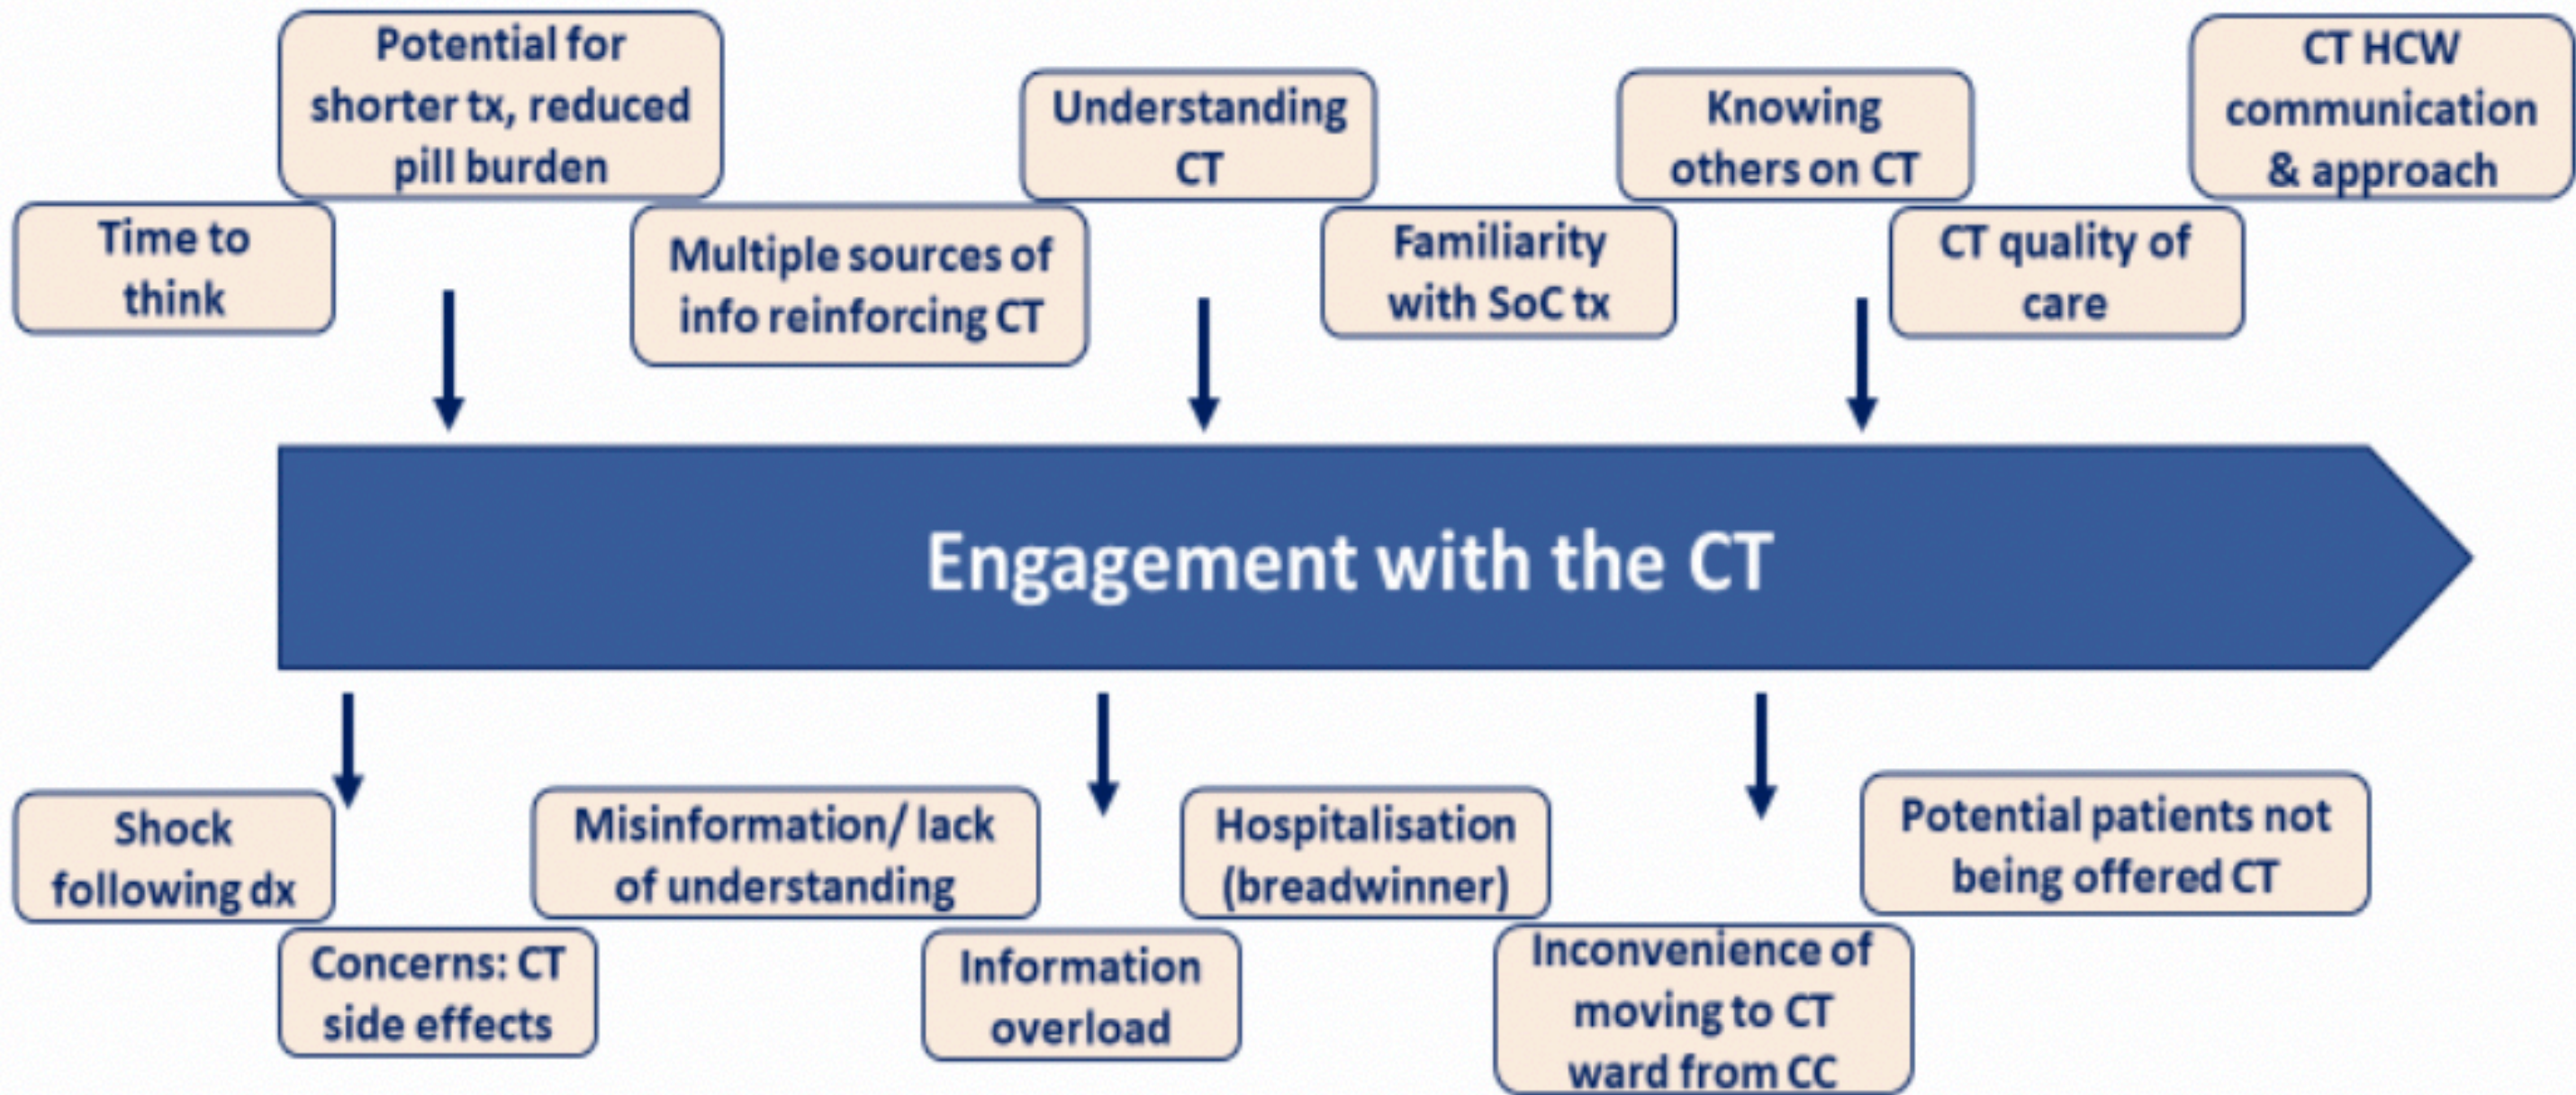 Potential for
shorter tx, reduced
pill burden
Understanding
CT
Knowing
others on CT
CT HCW
communication
& approach
Time to
think
Multiple sources of
info reinforcing CT
Familiarity
with SoC tx
CT quality of
care
Engagement with the CT
Shock
following dx
Misinformation/ lack
of understanding
Hospitalisation
(breadwinner)
Potential patients not
being offered CT
Concerns: CT
side effects
Information
overload
Inconvenience of
moving to CT
ward from CC